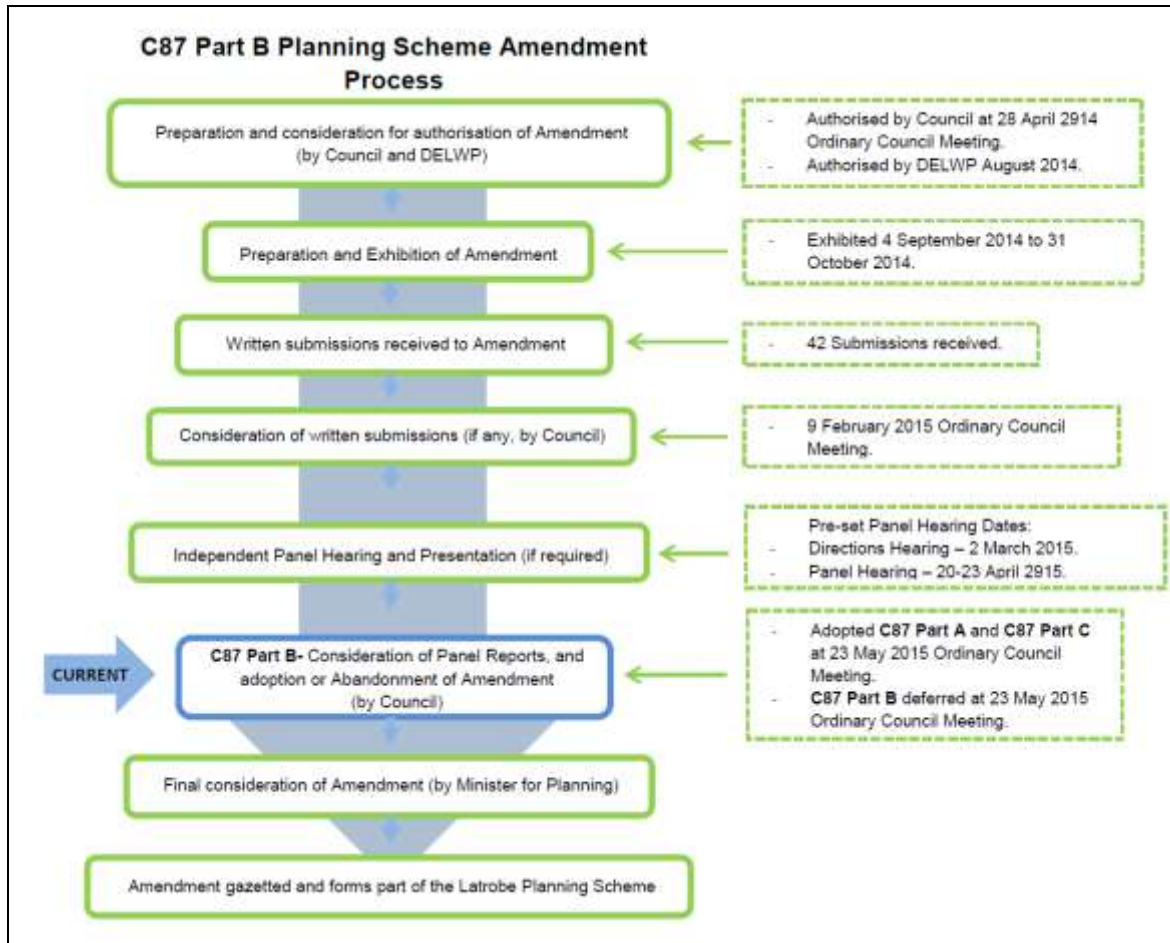 C87 Part B Planning Scheme Amendment
Process
Preparation and consideration for authorisation of Amendment
(by Council and DELWP)
- Authorised by Council at 28 April 2914
Ordinary Council Meeting.
- Authorised by DELWP August 2014.
Preparation and Exhibition of Amendment
- Exhibited 4 September 2014 to 31
October 2014.
Written submissions received to Amendment
- 42 Submissions received.
Consideration of written submissions (if any, by Council)
- 9 February 2015 Ordinary Council
Meeting.
Independent Panel Hearing and Presentation (if required)
Pre-set Panel Hearing Dates:
- Directions Hearing – 2 March 2015.
- Panel Hearing – 20-23 April 2915.
CURRENT
C87 Part B- Consideration of Panel Reports, and
adoption or Abandonment of Amendment
(by Council)
- Adopted C87 Part A and C87 Part C
at 23 May 2015 Ordinary Council
Meeting.
- C87 Part B deferred at 23 May 2015
Ordinary Council Meeting.
Final consideration of Amendment (by Minister for Planning)
Amendment gazetted and forms part of the Latrobe Planning Scheme